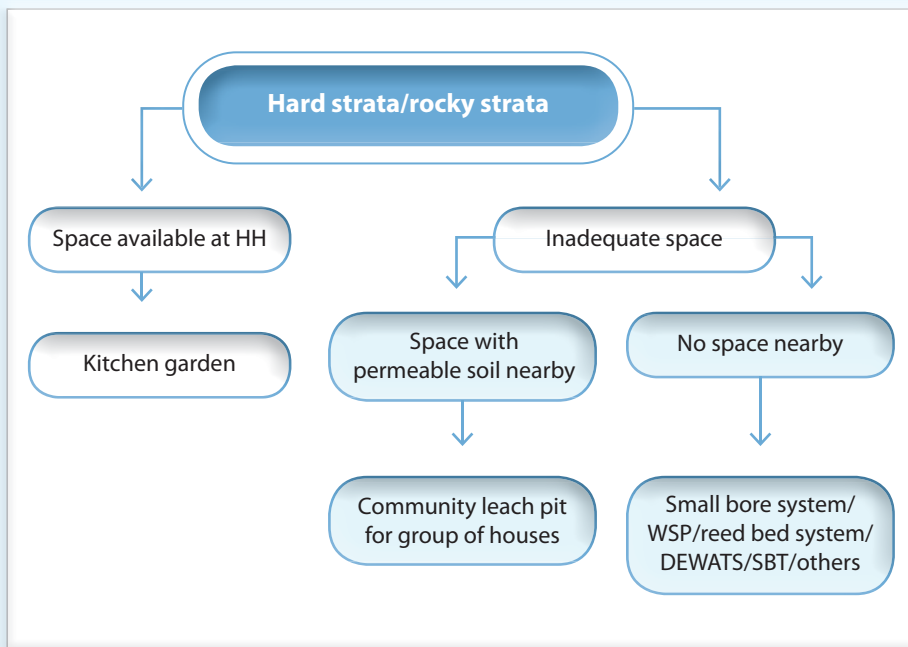 Hard strata/rocky strata
Space available at HH
Inadequate space
Kitchen garden
Space with
permeable soil nearby
No space nearby
Community leach pit
for group of houses
Small bore system/
WSP/reed bed system/
DEWATS/SBT/others